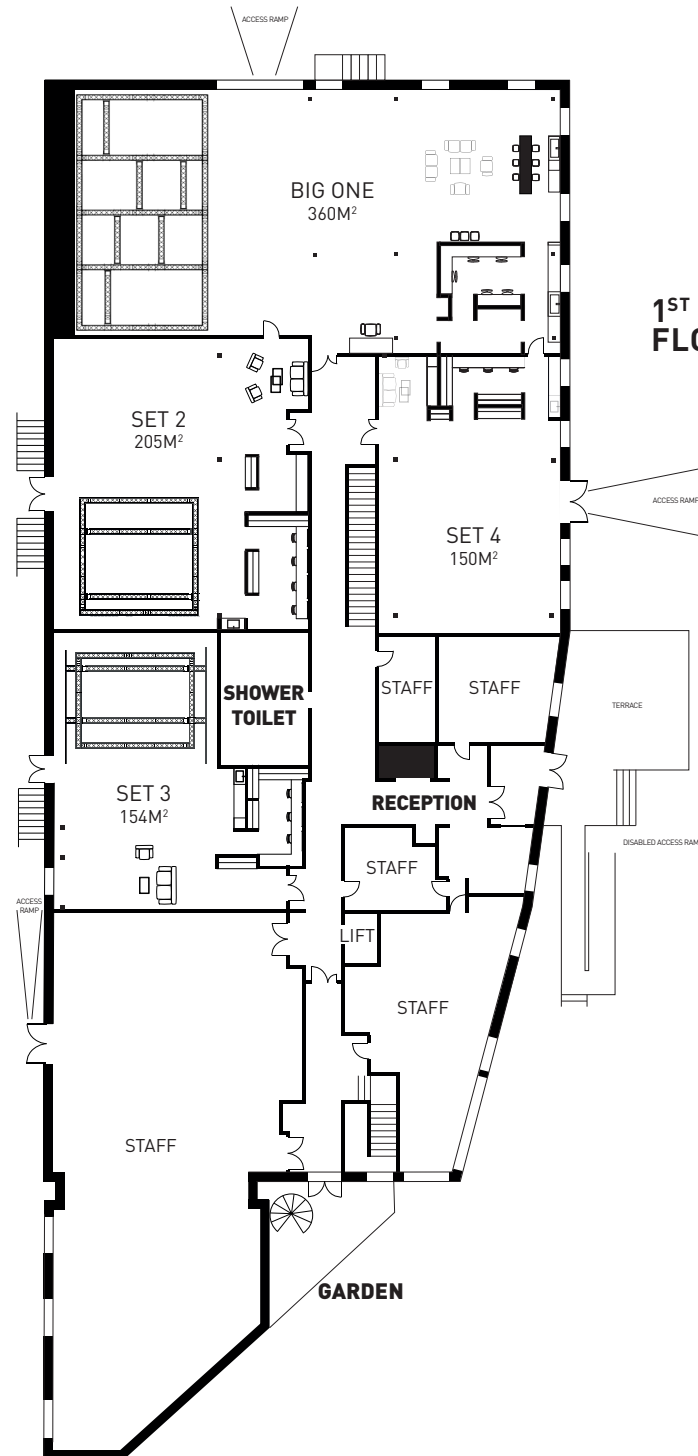 ACCESS RAMP
BIG ONE
360M²
1ST
FLO
SET 2
205M²
ACCESS RAMP
SET 4
150M²
SHOWER
TOILET
STAFF
STAFF
TERRACE
SET 3
154M²
RECEPTION
DISABLED ACCESS RAM
STAFF
ACCESS
RAMP
LIFT
STAFF
STAFF
GARDEN